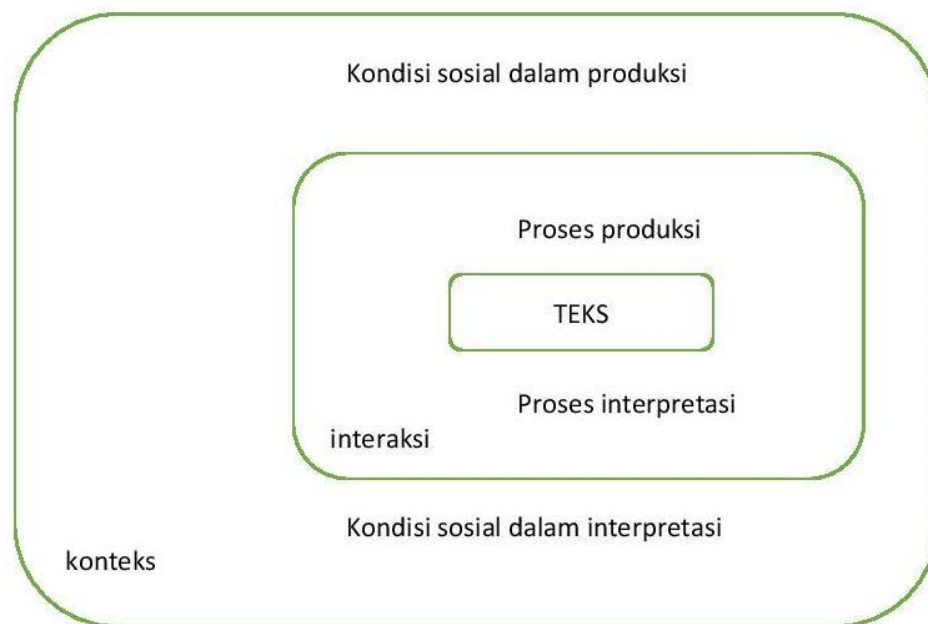 Kondisi sosial dalam produksi
Proses produksi
TEKS
Proses interpretasi
interaksi
Kondisi sosial dalam interpretasi
konteks